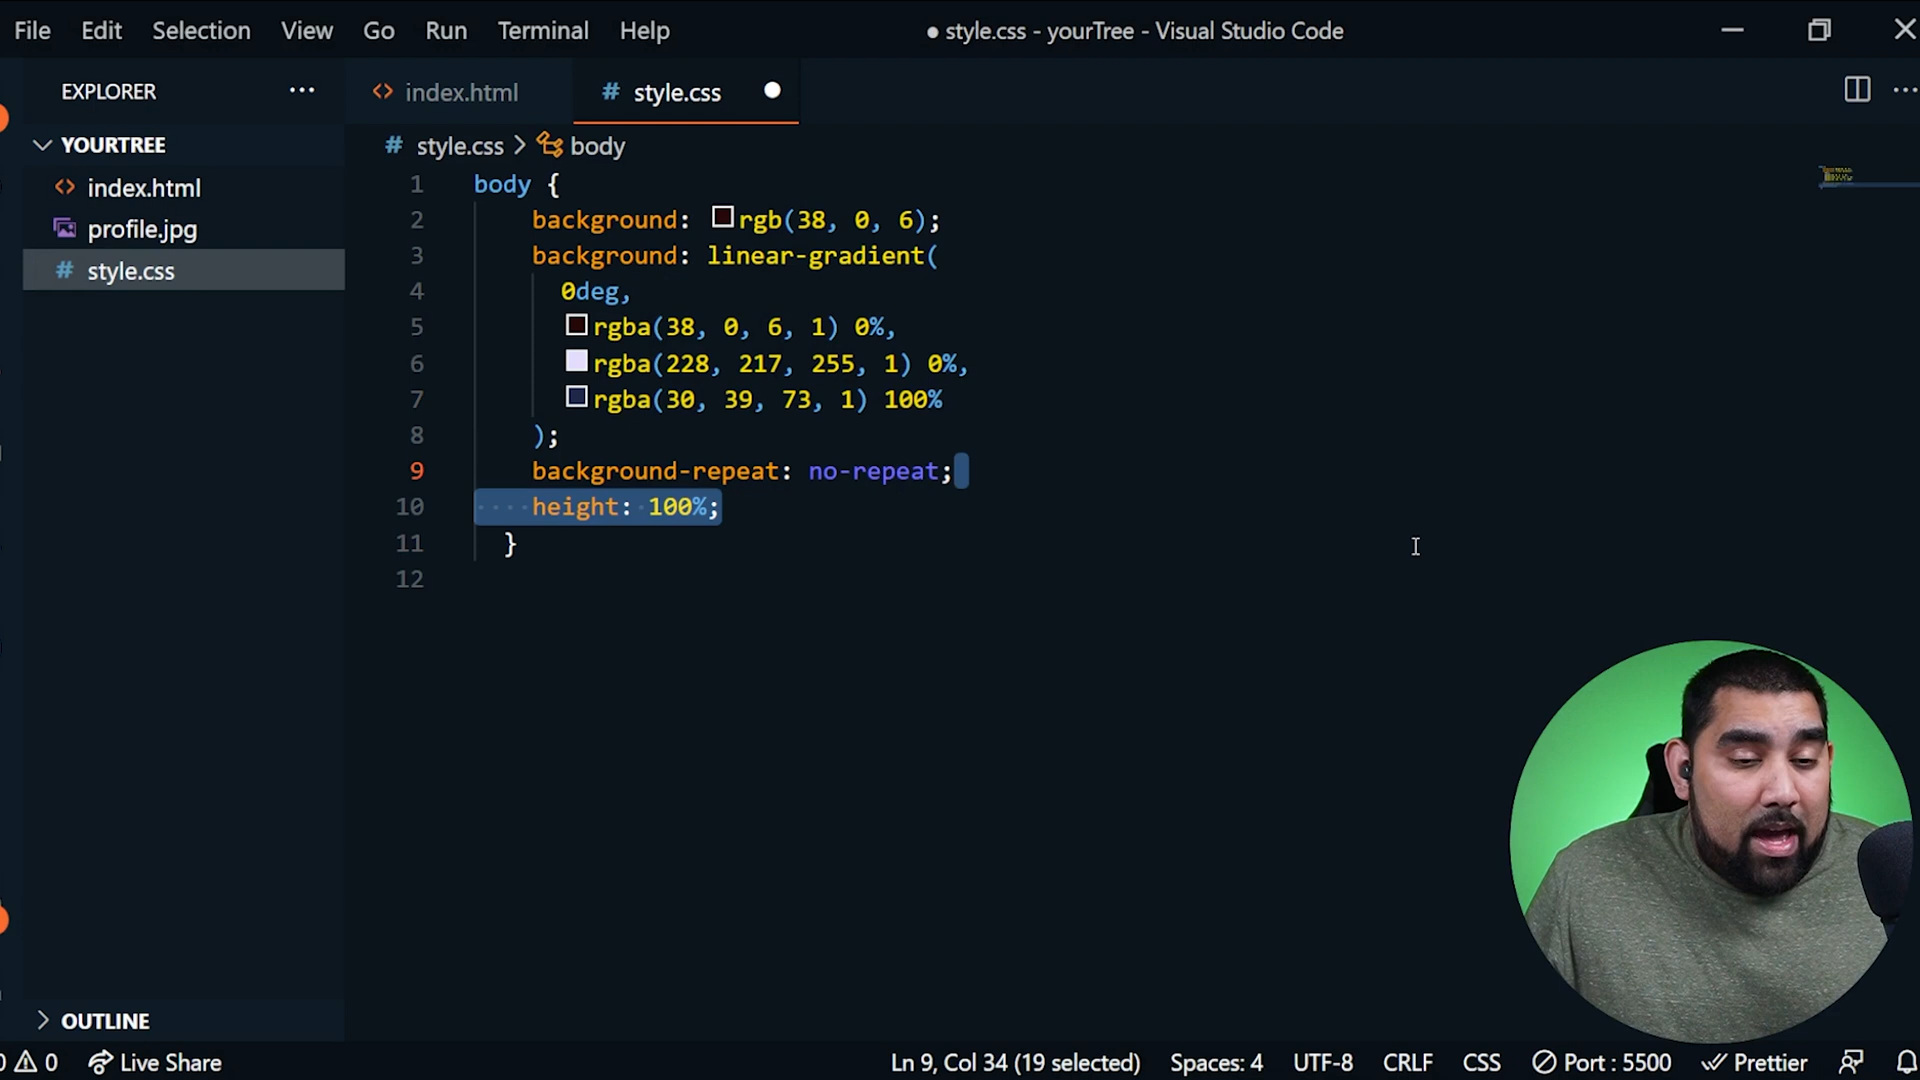 File Edit Selection View Go Run Terminal Help
● style.css - yourTree - Visual Studio Code
EXPLORER ...
YOURTREE
index.html
profile.jpg
# style.css
OUTLINE
index.html
# style.css
# style.css > body
1 body {
2 background: rgb(38, 0, 6);
3 background: linear-gradient(
4 0deg,
5 rgba(38, 0, 6, 1) 0%,
6 rgba(228, 217, 255, 1) 0%,
7 rgba(30, 39, 73, 1) 100%
8 );
9 background-repeat: no-repeat;
10 height: 100%;
11 }
12
0 Live Share Ln 9, Col 34 (19 selected) Spaces: 4 UTF-8 CRLF CSS Port : 5500 Prettier